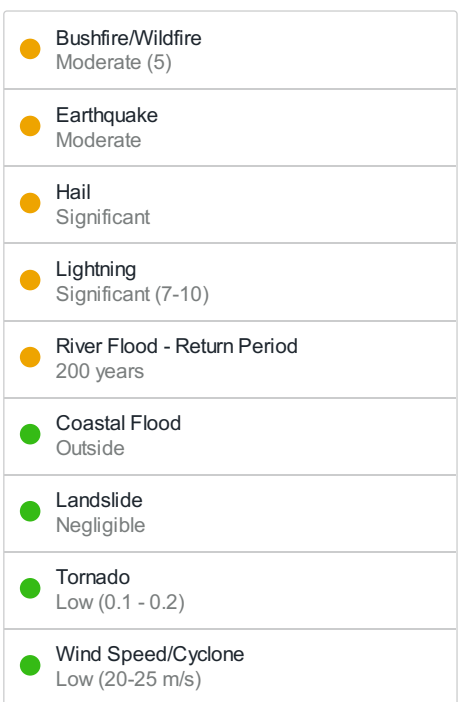 Bushfire/Wildfire
Moderate (5)
Earthquake
Moderate
Hail
Significant
Lightning
Significant (7-10)
River Flood - Return Period
200 years
Coastal Flood
Outside
Landslide
Negligible
Tornado
Low (0.1 - 0.2)
Wind Speed/Cyclone
Low (20-25 m/s)